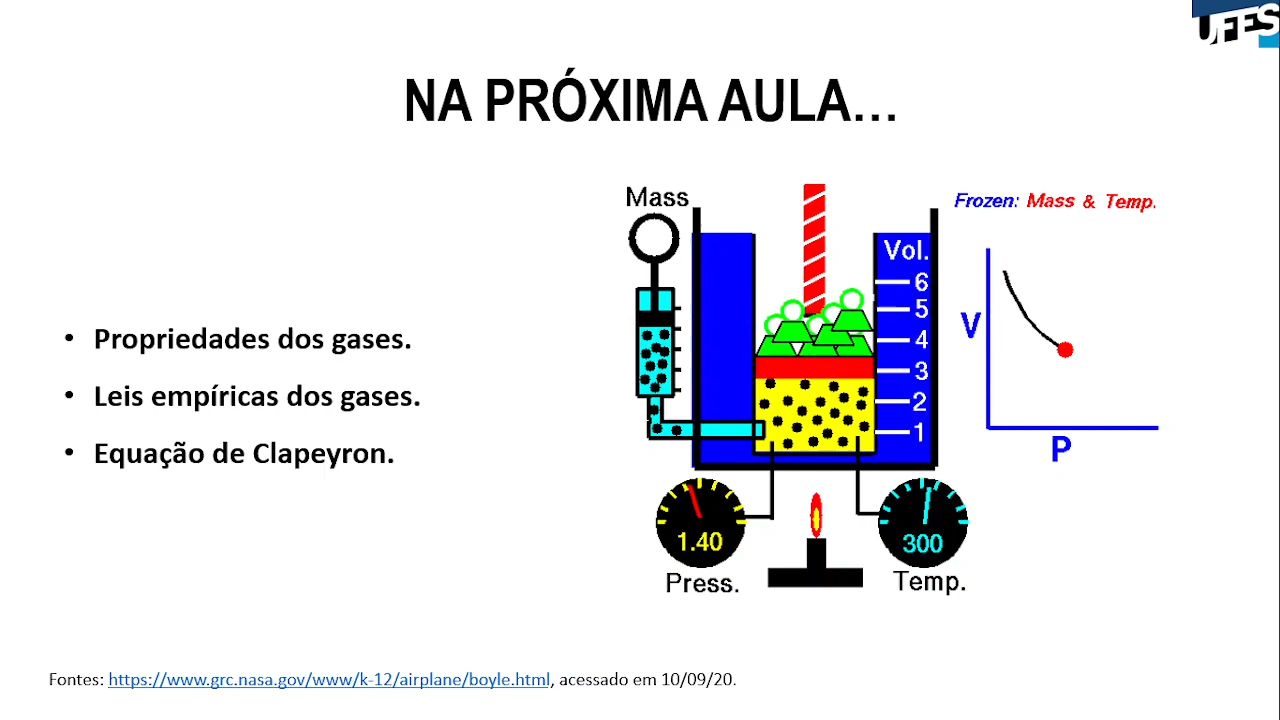 UFES
NA PRÓXIMA AULA...
• Propriedades dos gases.
• Leis empíricas dos gases.
• Equação de Clapeyron.
Mass
Vol.
6
5
4
3
2
1
1.40
Press.
300
Temp.
Frozen: Mass & Temp.
V
P
Fontes: https://www.grc.nasa.gov/www/k-12/airplane/boyle.html, acessado em 10/09/20.